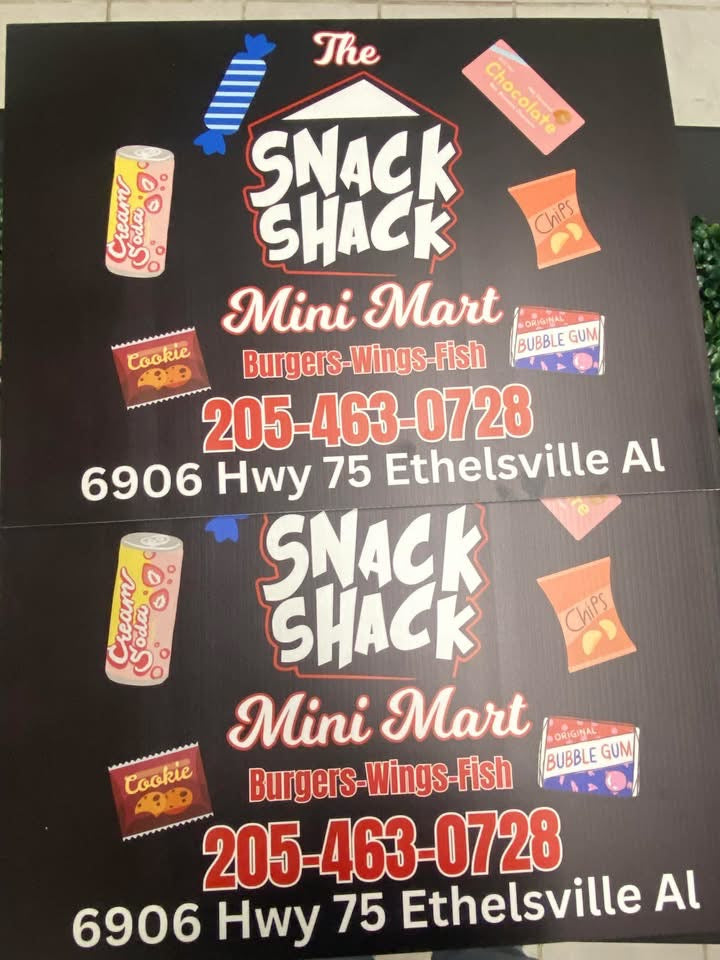 The
SNACK
SHACK
Mini Mart
Burgers-Wings-Fish
205-463-0728
6906 Hwy 75 Ethelsville Al
Cream
Soda
Chocolate
Chips
Cookie
ORIGINAL
BUBBLE GUM
SNACK
SHACK
Mini Mart
Burgers-Wings-Fish
205-463-0728
6906 Hwy 75 Ethelsville Al
Cream
Soda
Chips
Cookie
ORIGINAL
BUBBLE GUM